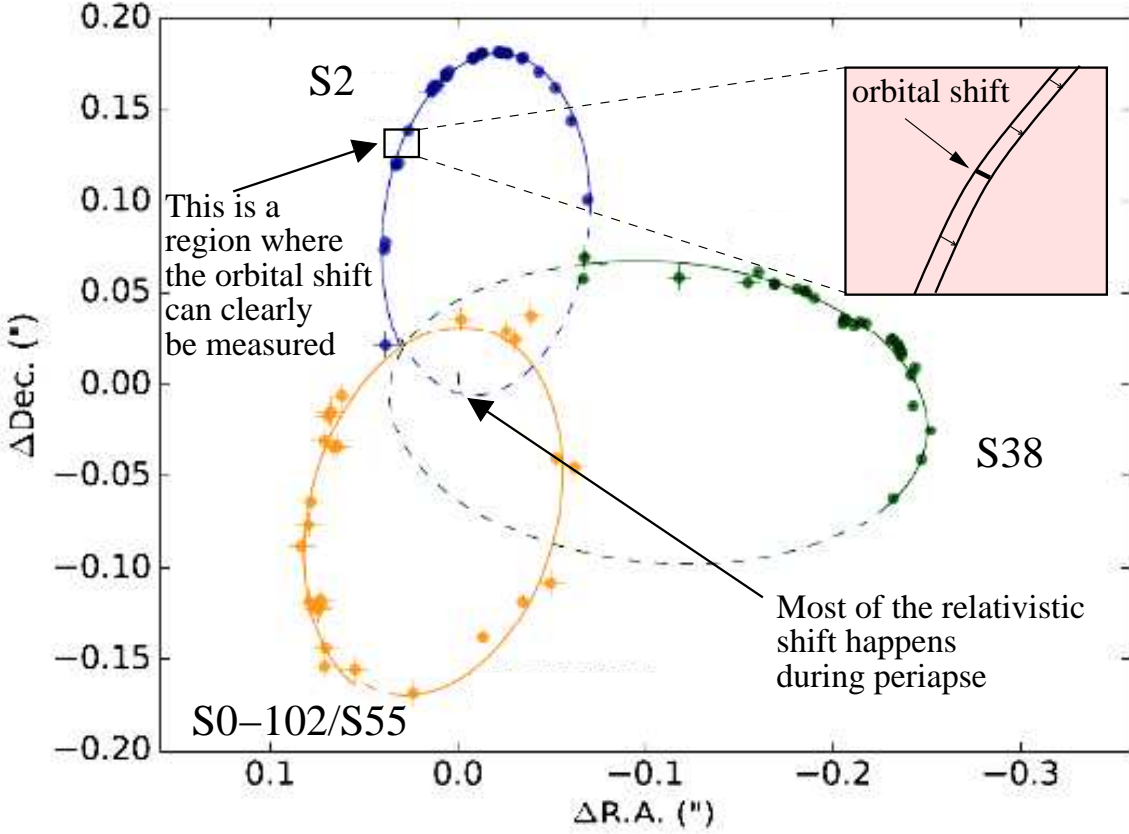 0.20
0.15
0.10
0.05
0.00
−0.05
−0.10
−0.15
−0.20
ΔDec. (")
S2
This is a
region where
the orbital shift
can clearly
be measured
orbital shift
S38
Most of the relativistic
shift happens
during periapse
S0−102/S55
0.1
0.0
−0.1
−0.2
−0.3
ΔR.A. (")